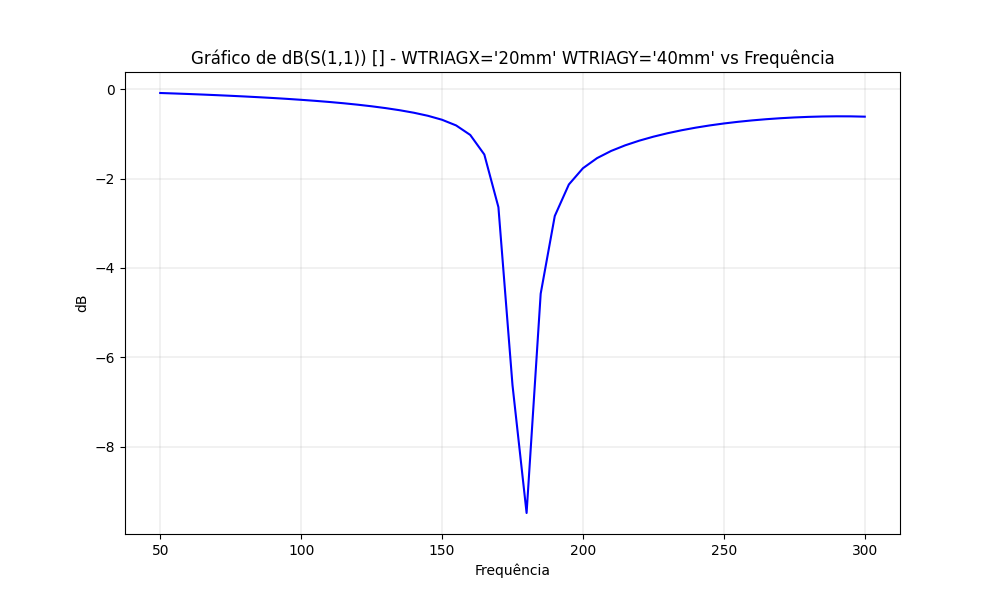 Gráfico de dB(S(1,1)) [] - WTRIAGX='20mm' WTRIAGY='40mm' vs Frequência
0
−2
−4
−6
−8
dB
50 100 150 200 250 300
Frequência